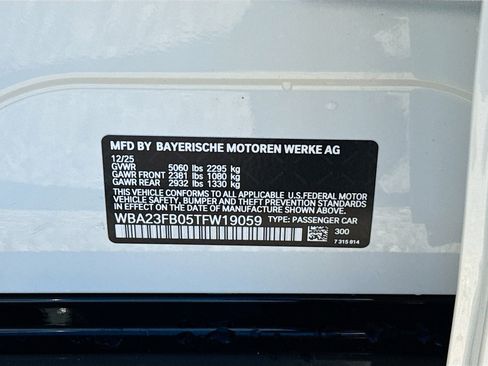 MFD BY BAYERISCHE MOTOREN WERKE AG
12/25
GVWR 5060 lbs 2295 kg
GAWR FRONT 2381 lbs 1080 kg
GAWR REAR 2932 lbs 1330 kg
THIS VEHICLE CONFORMS TO ALL APPLICABLE U.S.FEDERAL MOTOR
VEHICLE SAFETY, BUMPER AND THEFT PREVENTION STANDARDS
IN EFFECT ON THE DATE OF MANUFACTURE SHOWN ABOVE.
WBA23FB05TFW19059 TYPE: PASSENGER CAR
300
7 315 814